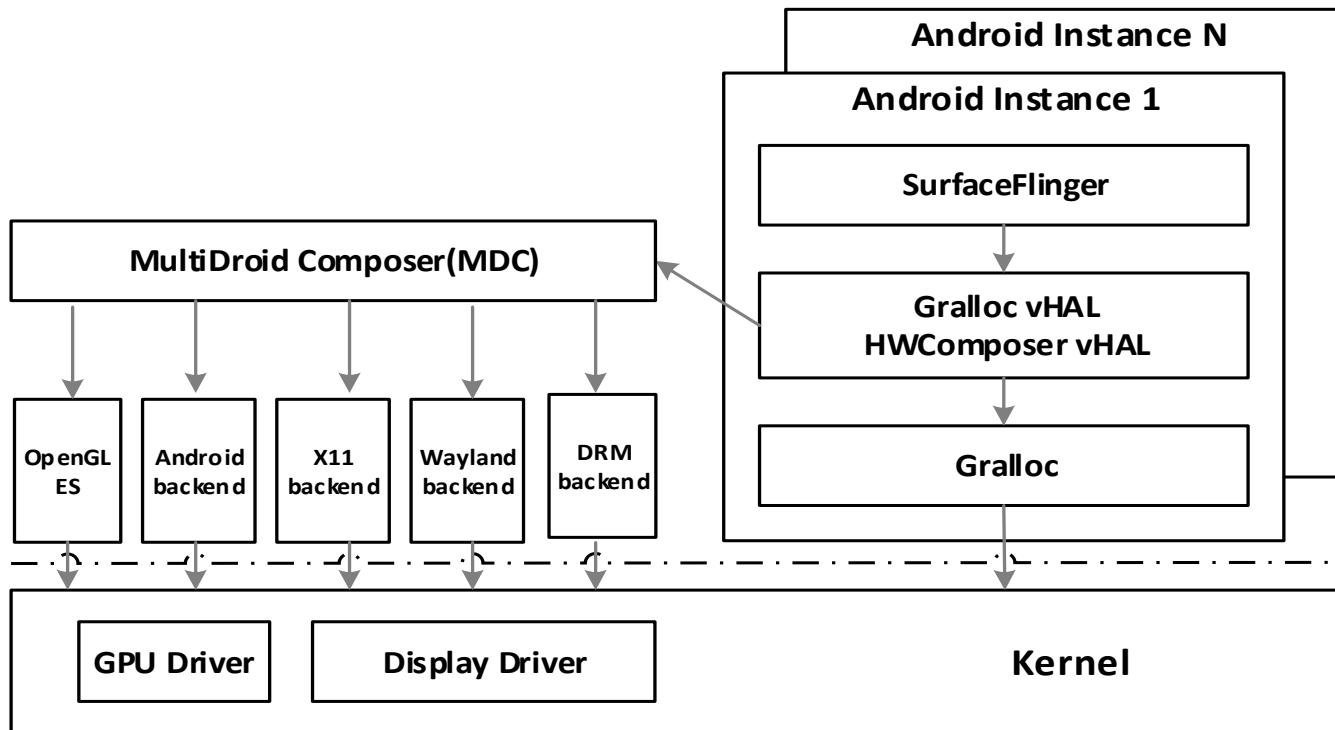 Android Instance N
Android Instance 1
SurfaceFlinger
MultiDroid Composer(MDC)
Gralloc vHAL
HWComposer vHAL
OpenGL
ES
Android
backend
X11
backend
Wayland
backend
DRM
backend
Gralloc
GPU Driver
Display Driver
Kernel